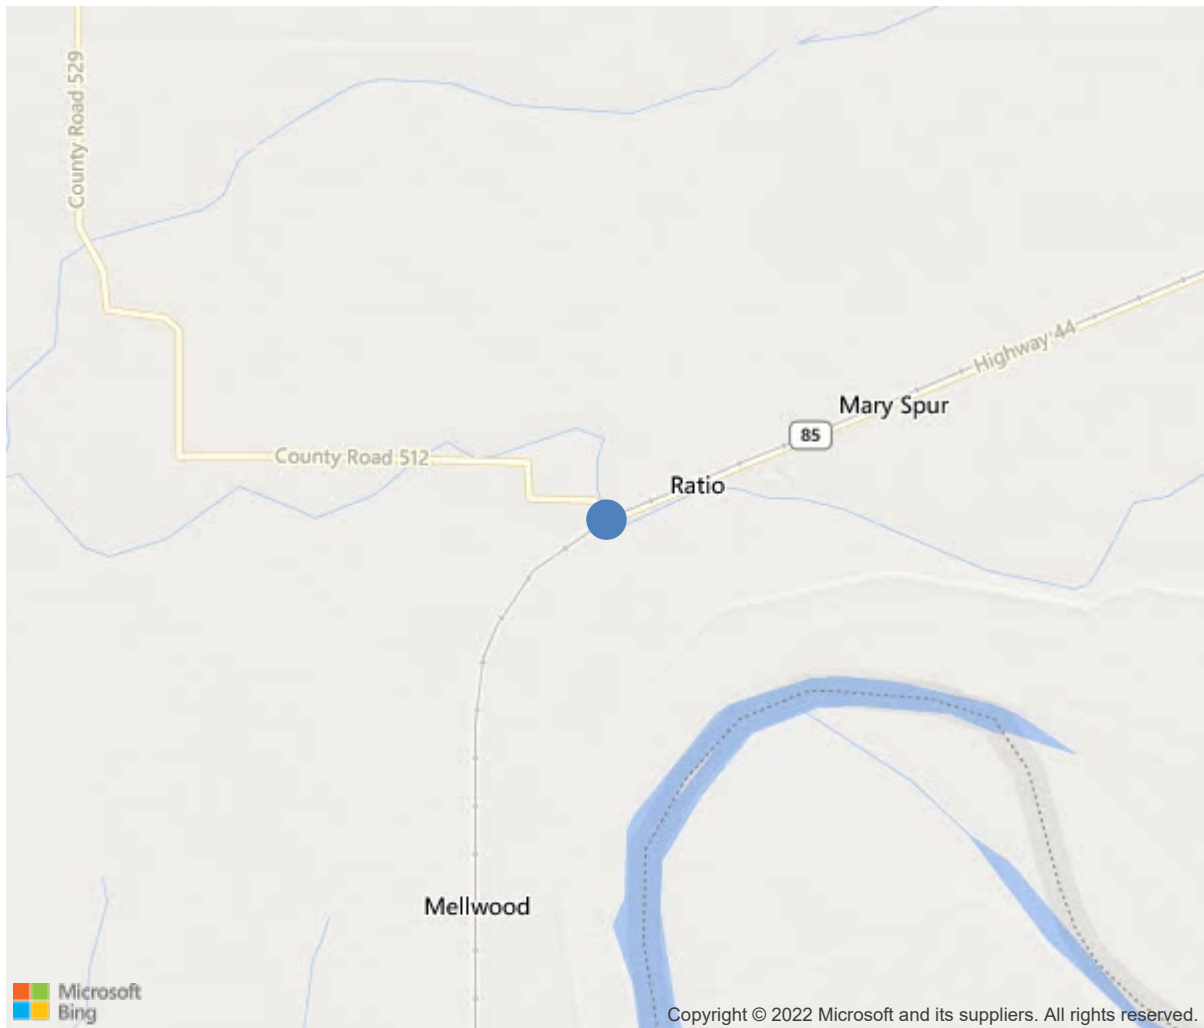 County Road 529
Highway 44
Mary Spur
85
County Road 512
Ratio
Mellwood
Microsoft
Bing
Copyright © 2022 Microsoft and its suppliers. All rights reserved.